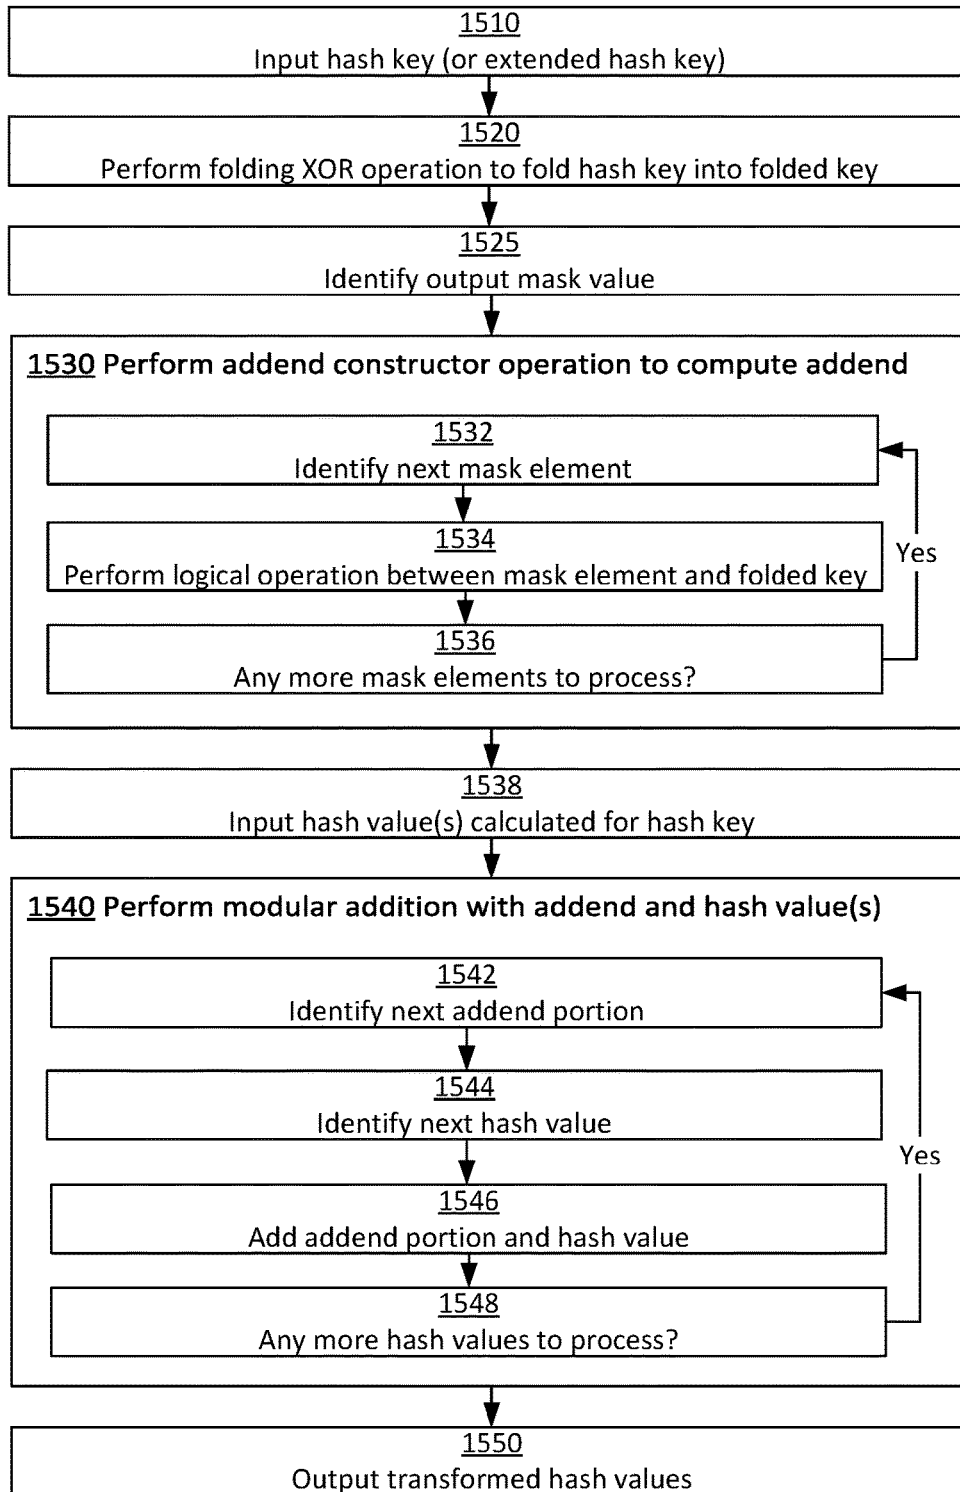 1510
Input hash key (or extended hash key)
1520
Perform folding XOR operation to fold hash key into folded key
1525
Identify output mask value
1530 Perform addend constructor operation to compute addend
1532
Identify next mask element
1534
Perform logical operation between mask element and folded key
Yes
1536
Any more mask elements to process?
1538
Input hash value(s) calculated for hash key
1540 Perform modular addition with addend and hash value(s)
1542
Identify next addend portion
1544
Identify next hash value
Yes
1546
Add addend portion and hash value
1548
Any more hash values to process?
1550
Output transformed hash values